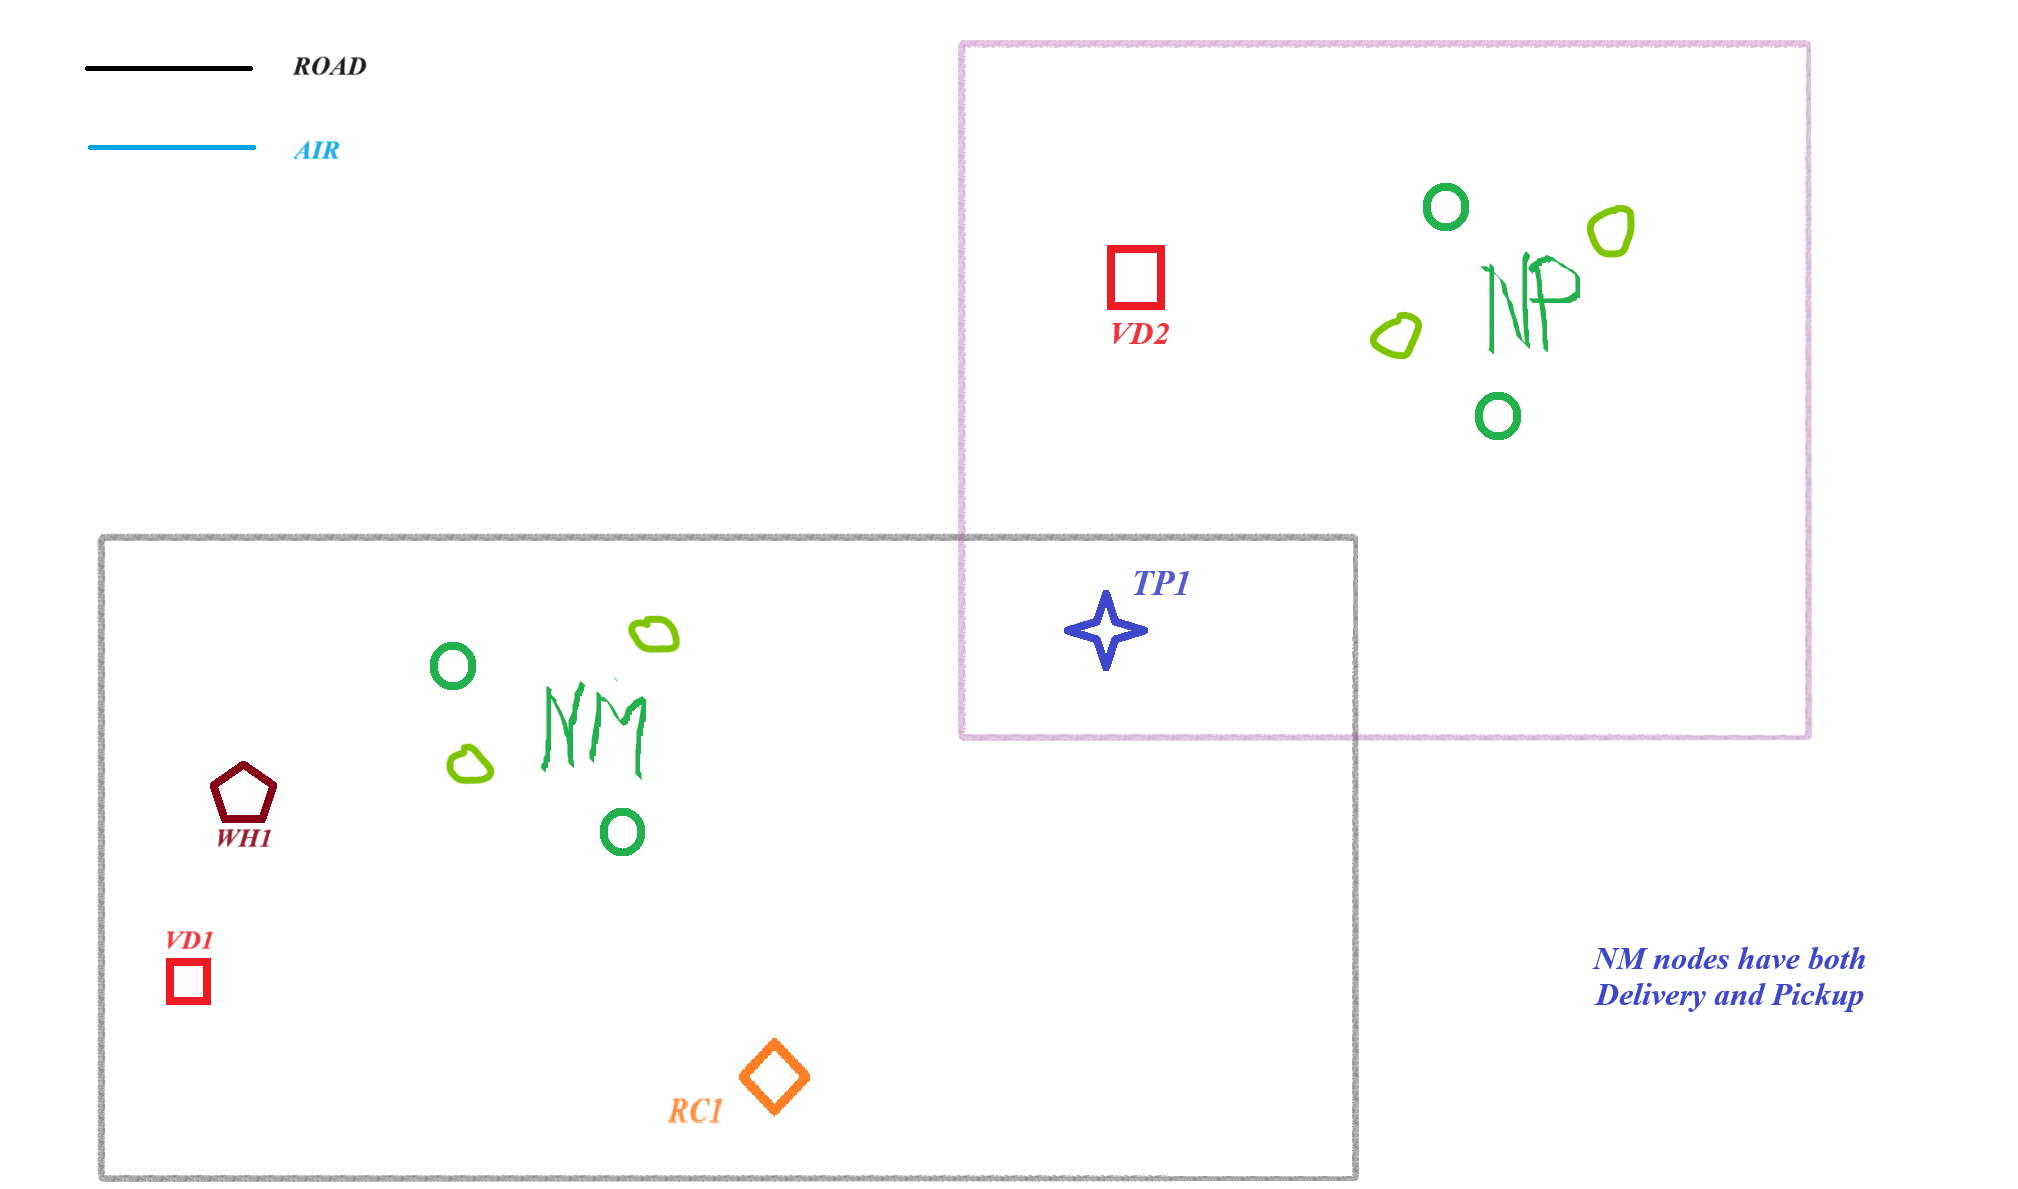 ROAD
AIR
VD2
NP
TP1
NM
WH1
VD1
RC1
NM nodes have both
Delivery and Pickup